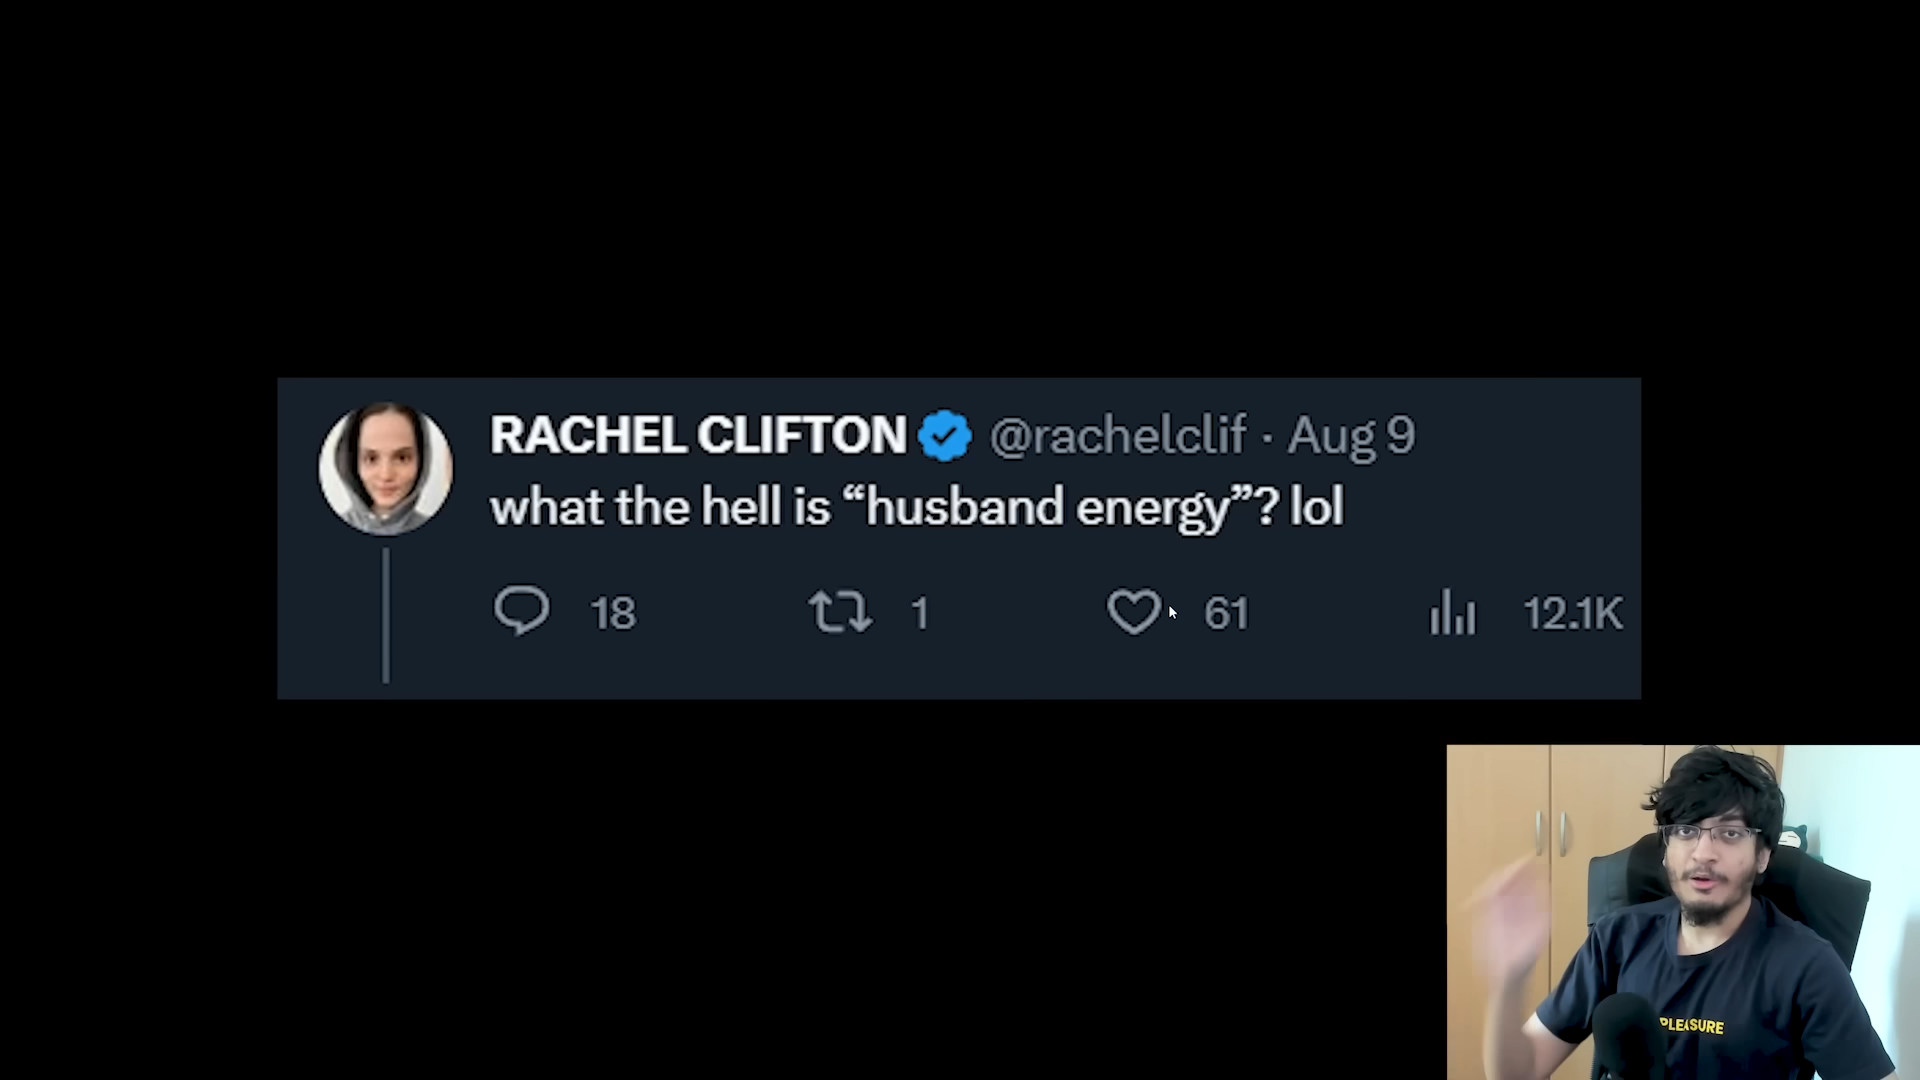 RACHEL CLIFTON @rachelclif · Aug 9
what the hell is “husband energy”? lol
18 1 61 12.1K
PLEASURE